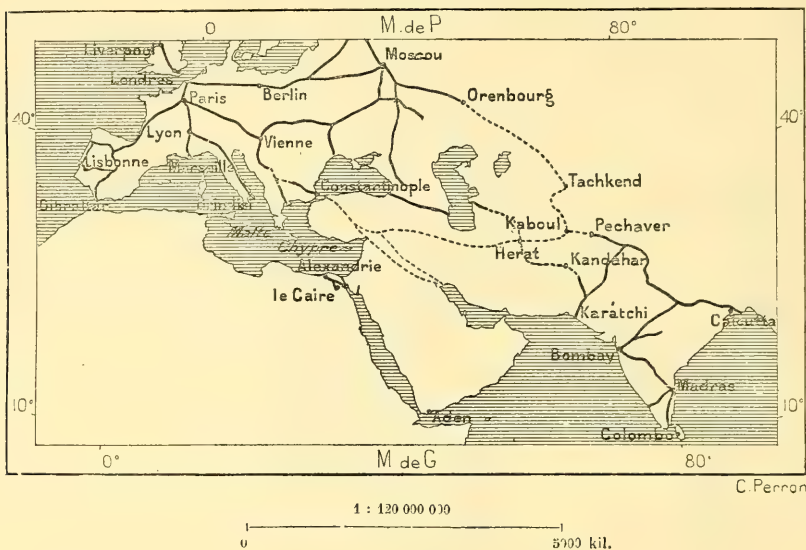 0 M. de P 80°
Liverpool
Moscou
Londres
Paris
Berlin
Orenbourg
40° 40°
Lyon
Vienne
Lisbonne
Marseille
Tachkend
Constantinople
Gibraltar
Brindisi
Kaboul
Pechaver
Malte
Herat
Chypre
Kandahar
Alexandrie
le Caire
Karatchi
Calcutta
Bombay
Madras
10° 10°
Aden
Colombo
0° M de G 80°
C. Perron
1 : 120 000 000
0 5000 kil.